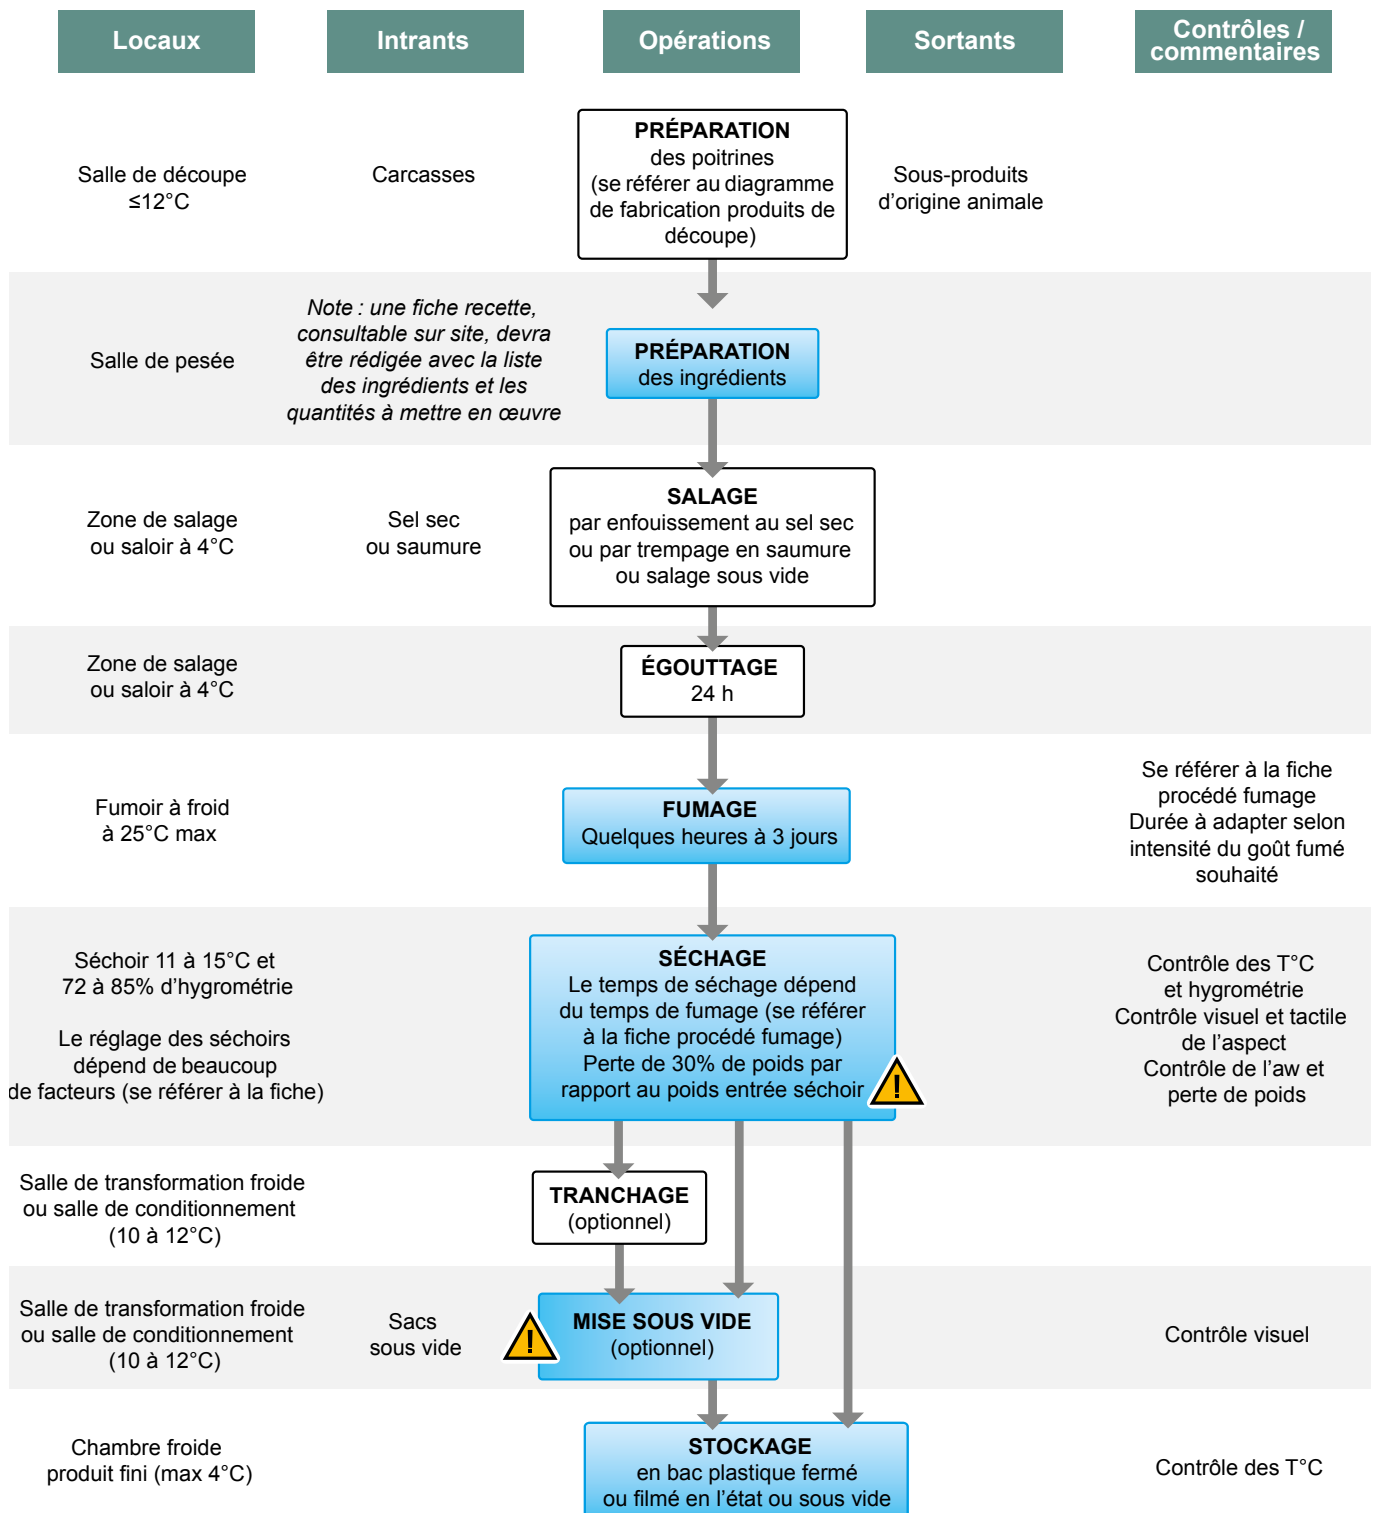 Locaux
Intrants
Opérations
Sortants
Contrôles /
commentaires
Salle de découpe
≤12°C
Carcasses
PRÉPARATION
des poitrines
(se référer au diagramme
de fabrication produits de
découpe)
Sous-produits
d'origine animale
Salle de pesée
Note : une fiche recette,
consultable sur site, devra
être rédigée avec la liste
des ingrédients et les
quantités à mettre en œuvre
PRÉPARATION
des ingrédients
Zone de salage
ou saloir à 4°C
Sel sec
ou saumure
SALAGE
par enfouissement au sel sec
ou par trempage en saumure
ou salage sous vide
Zone de salage
ou saloir à 4°C
ÉGOUTTAGE
24 h
Fumoir à froid
à 25°C max
FUMAGE
Quelques heures à 3 jours
Se référer à la fiche
procédé fumage
Durée à adapter selon
intensité du goût fumé
souhaité
Séchoir 11 à 15°C et
72 à 85% d'hygrométrie
Le réglage des séchoirs
dépend de beaucoup
de facteurs (se référer à la fiche)
SÉCHAGE
Le temps de séchage dépend
du temps de fumage (se référer
à la fiche procédé fumage)
Perte de 30% de poids par
rapport au poids entrée séchoir
!
Contrôle des T°C
et hygrométrie
Contrôle visuel et tactile
de l'aspect
Contrôle de l'aw et
perte de poids
Salle de transformation froide
ou salle de conditionnement
(10 à 12°C)
TRANCHAGE
(optionnel)
Salle de transformation froide
ou salle de conditionnement
(10 à 12°C)
Sacs
sous vide
!
MISE SOUS VIDE
(optionnel)
Contrôle visuel
Chambre froide
produit fini (max 4°C)
STOCKAGE
en bac plastique fermé
ou filmé en l'état ou sous vide
Contrôle des T°C